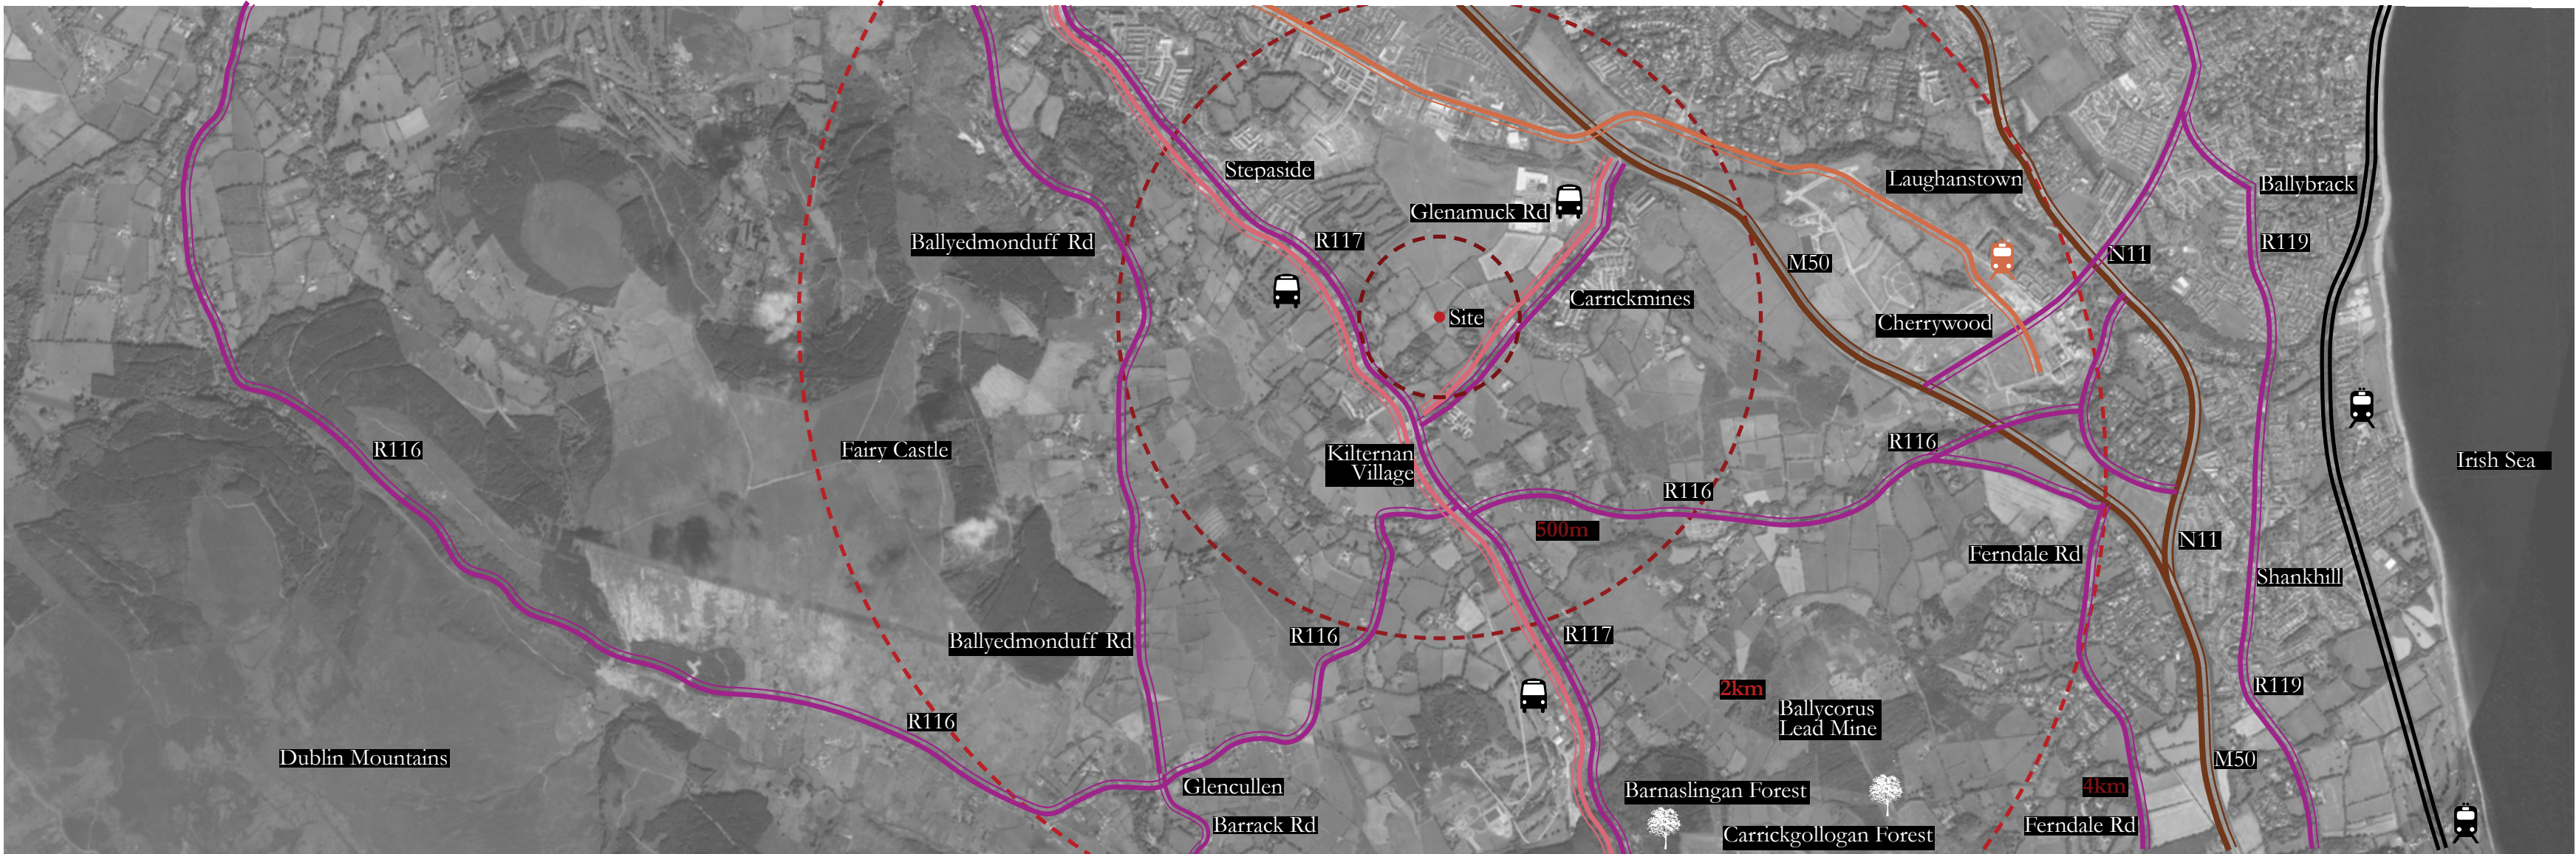 Stepaside
Laughanstown
Ballybrack
Glenamuck Rd
Ballyedmonduff Rd
R117
R119
N11
M50
Carrickmines
Site
Cherrywood
R116
Fairy Castle
Kilternan
Village
R116
Irish Sea
R116
500m
N11
Ferndale Rd
Shankhill
R116
R117
Ballyedmonduff Rd
R119
2km
Ballycorus
Lead Mine
R116
Dublin Mountains
M50
Glencullen
4km
Barnaslingan Forest
Barrack Rd
Ferndale Rd
Carrickgollogan Forest